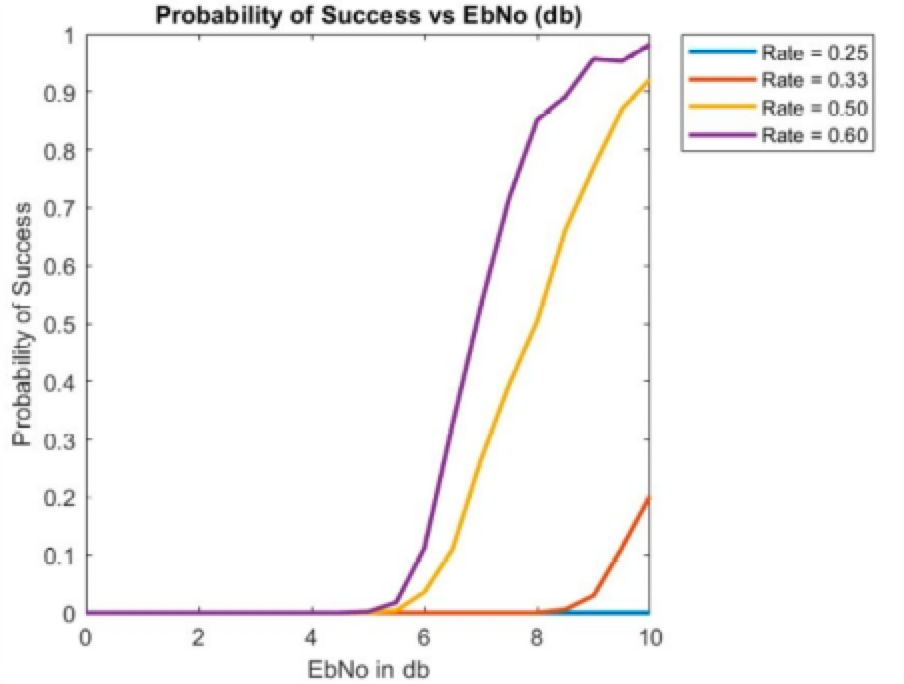 Probability of Success vs EbNo (db)
1
0.9
0.8
0.7
0.6
0.5
0.4
0.3
0.2
0.1
0
Probability of Success
0 2 4 6 8 10
EbNo in db
Rate = 0.25
Rate = 0.33
Rate = 0.50
Rate = 0.60